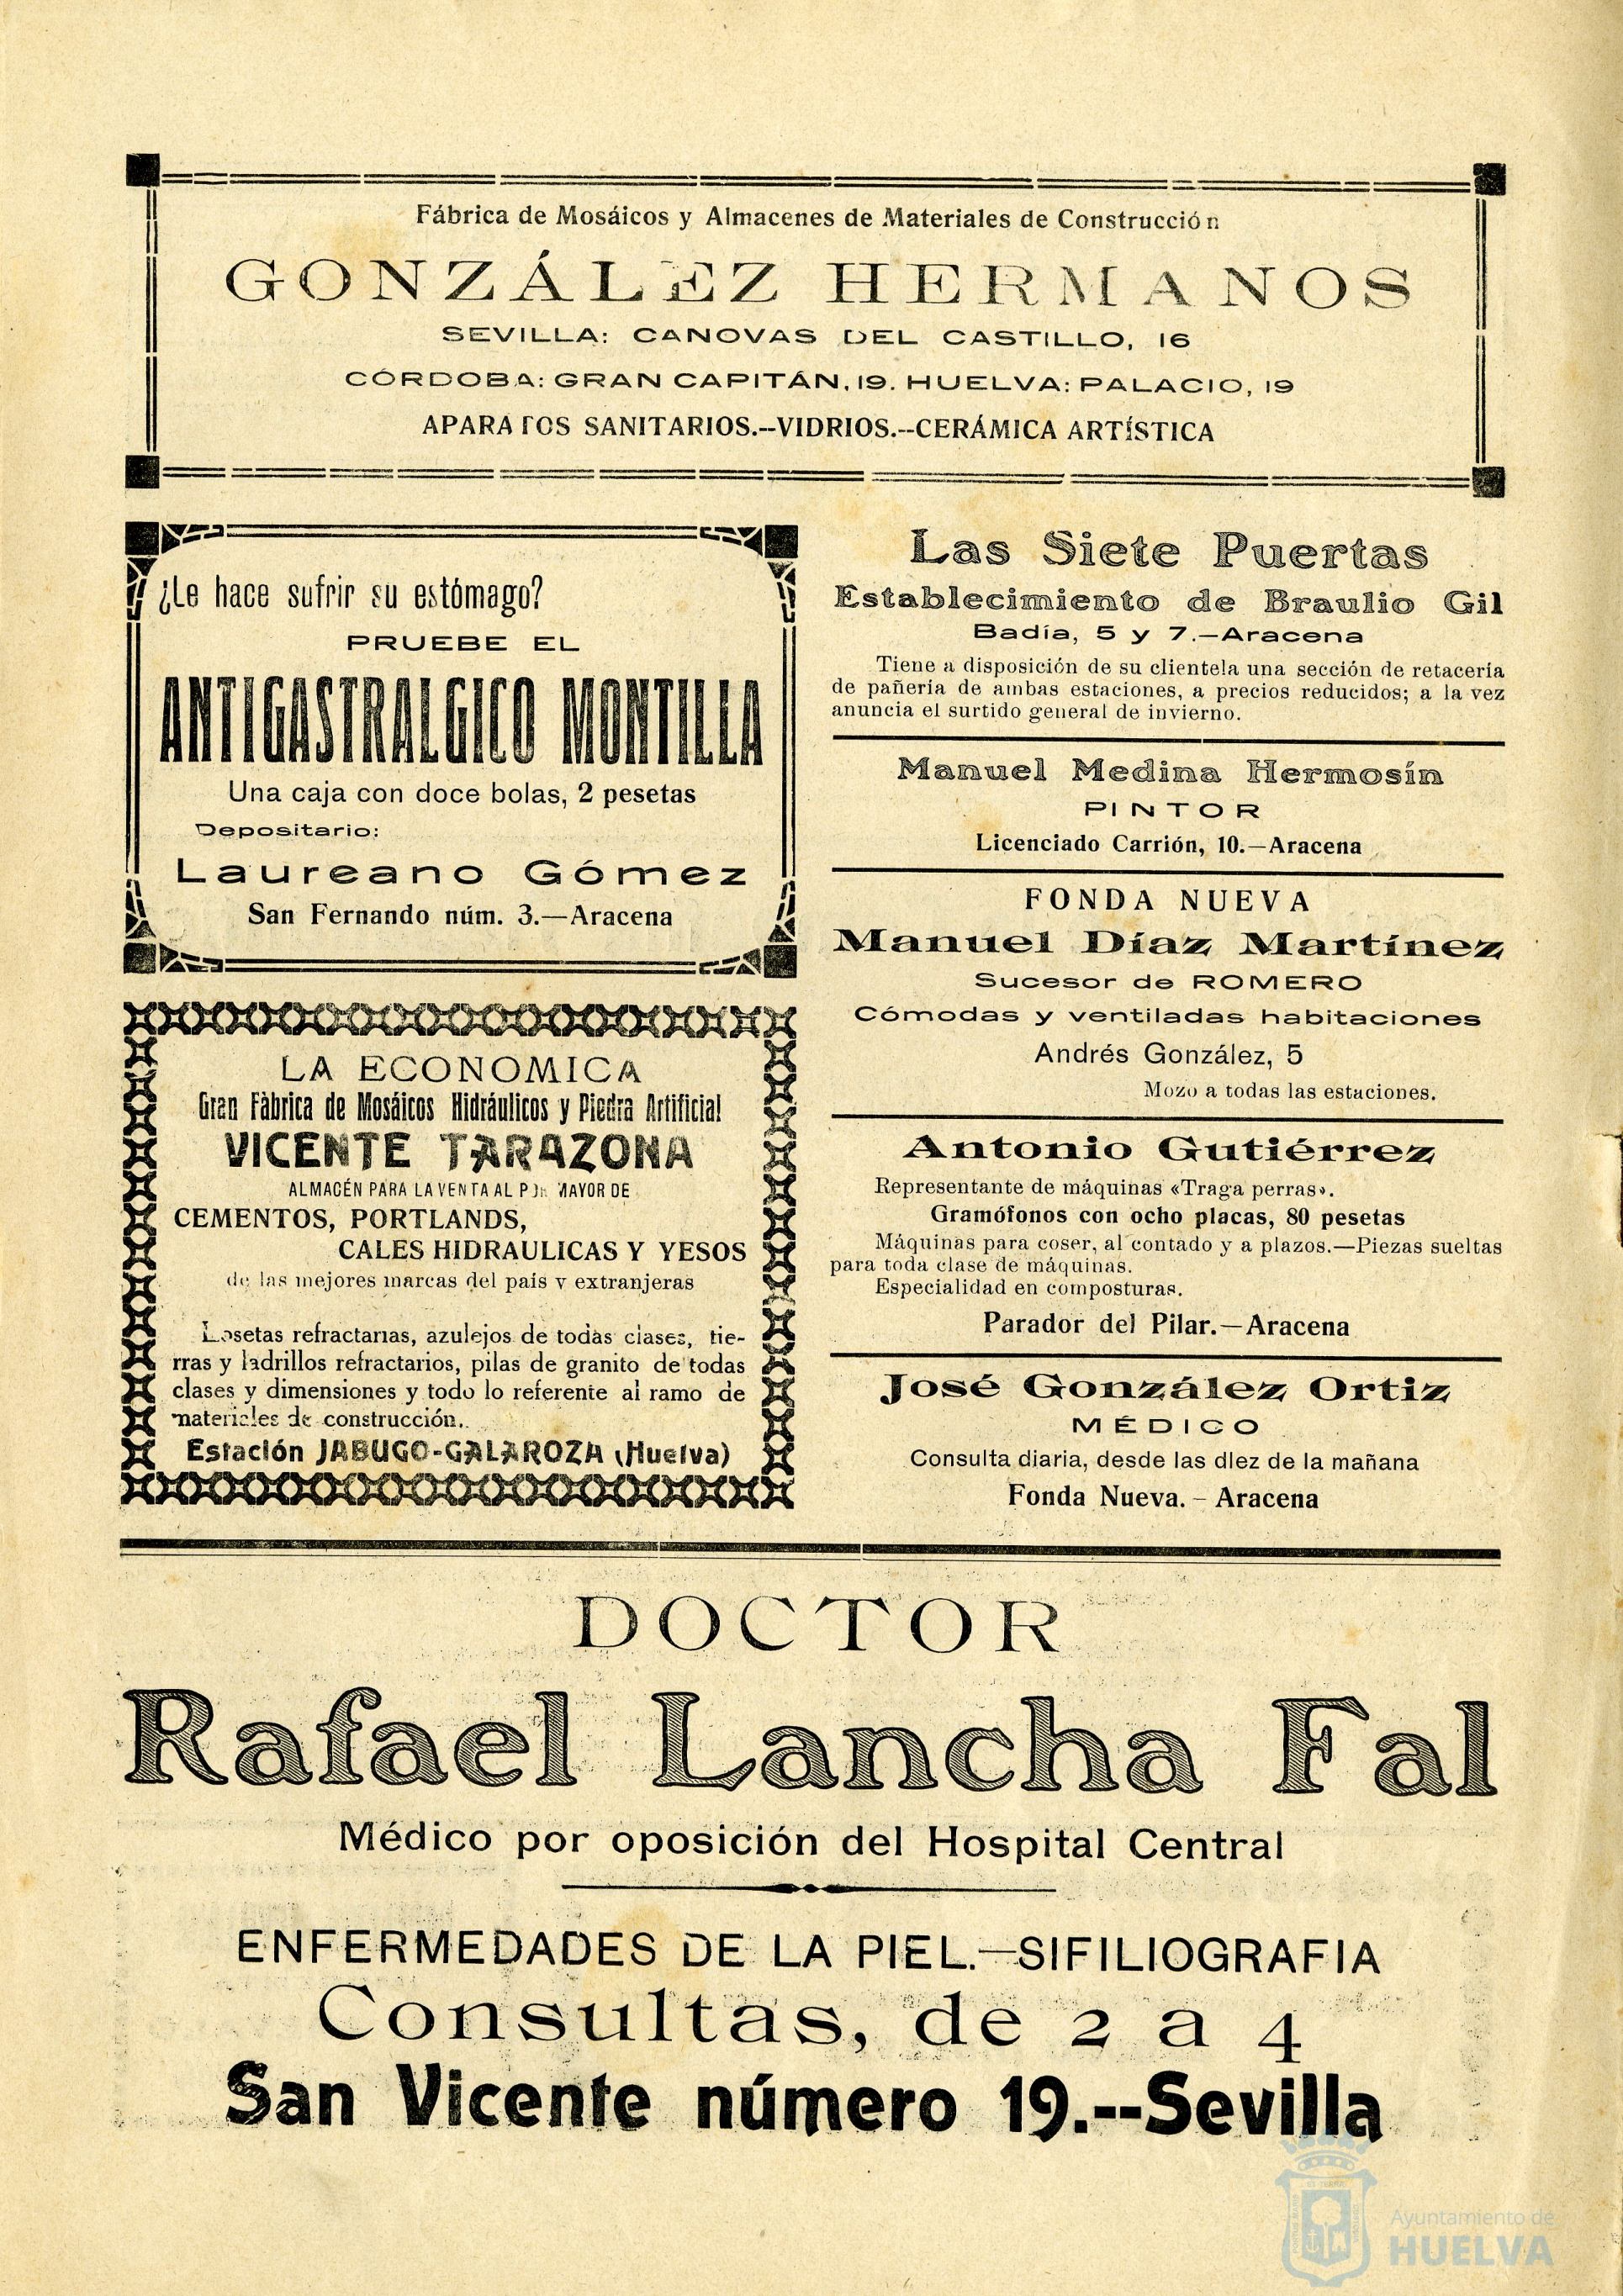 Fábrica de Mosáicos y Almacenes de Materiales de Construcción
GONZÁLEZ HERMANOS
SEVILLA: CANOVAS DEL CASTILLO, 16
CÓRDOBA: GRAN CAPITÁN, 19. HUELVA: PALACIO, 19
APARATOS SANITARIOS.--VIDRIOS.--CERÁMICA ARTÍSTICA
¿Le hace sufrir su estómago?
PRUEBE EL
ANTIGASTRALGICO MONTILLA
Una caja con doce bolas, 2 pesetas
Depositario:
Laureano Gómez
San Fernando núm. 3.—Aracena
LA ECONOMICA
Gran Fábrica de Mosáicos Hidráulicos y Piedra Artificial
VICENTE TARAZONA
ALMACÉN PARA LA VENTA AL POR MAYOR DE
CEMENTOS, PORTLANDS,
CALES HIDRAULICAS Y YESOS
de las mejores marcas del país y extranjeras
Losetas refractarias, azulejos de todas clases, tie-
rras y ladrillos refractarios, pilas de granito de todas
clases y dimensiones y todo lo referente al ramo de
materiales de construcción.
Estación JABUGO-GALAROZA (Huelva)
Las Siete Puertas
Establecimiento de Braulio Gil
Badía, 5 y 7.—Aracena
Tiene a disposición de su clientela una sección de retacería
de pañería de ambas estaciones, a precios reducidos; a la vez
anuncia el surtido general de invierno.
Manuel Medina Hermosín
PINTOR
Licenciado Carrión, 10.—Aracena
FONDA NUEVA
Manuel Díaz Martínez
Sucesor de ROMERO
Cómodas y ventiladas habitaciones
Andrés González, 5
Mozo a todas las estaciones.
Antonio Gutiérrez
Representante de máquinas «Traga perras».
Gramófonos con ocho placas, 80 pesetas
Máquinas para coser, al contado y a plazos.—Piezas sueltas
para toda clase de máquinas.
Especialidad en composturas.
Parador del Pilar.—Aracena
José González Ortiz
MÉDICO
Consulta diaria, desde las diez de la mañana
Fonda Nueva. – Aracena
DOCTOR
Rafael Lancha Fal
Médico por oposición del Hospital Central
ENFERMEDADES DE LA PIEL.—SIFILIOGRAFIA
Consultas, de 2 a 4
San Vicente número 19.--Sevilla
Ayuntamiento de
HUELVA